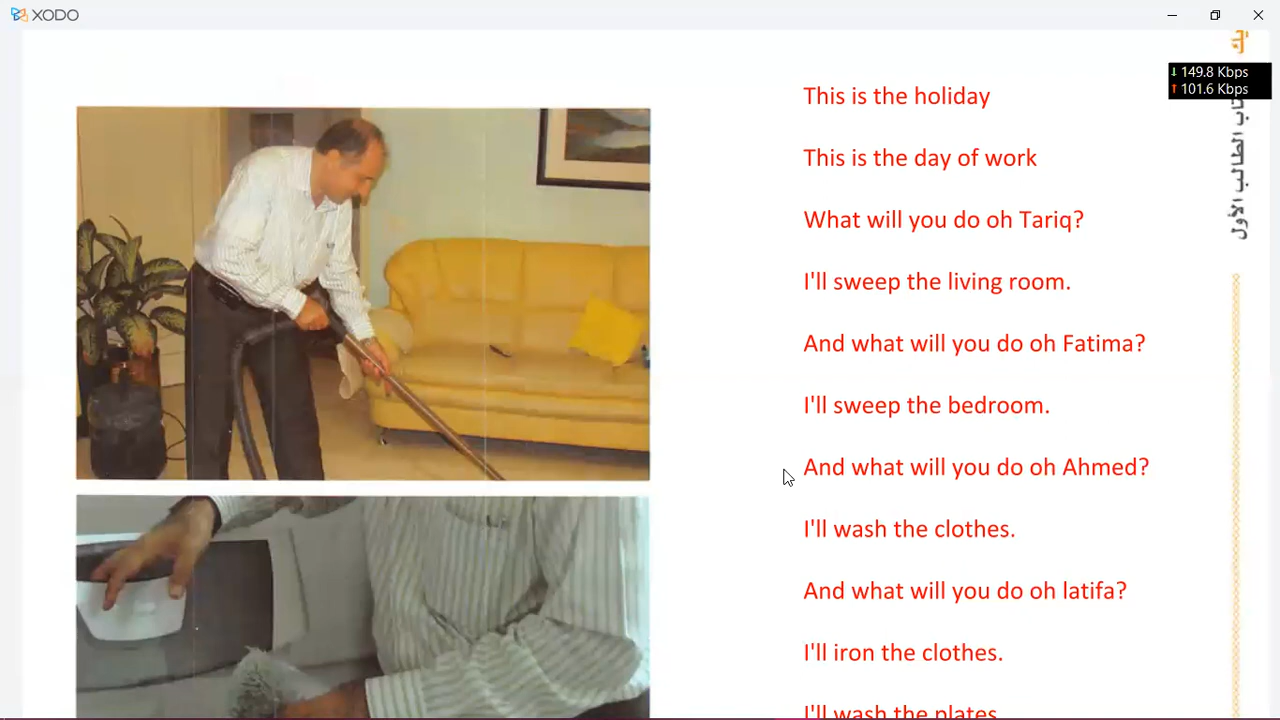 XODO
149.8 Kbps
101.6 Kbps
This is the holiday
This is the day of work
What will you do oh Tariq?
I'll sweep the living room.
And what will you do oh Fatima?
I'll sweep the bedroom.
And what will you do oh Ahmed?
I'll wash the clothes.
And what will you do oh latifa?
I'll iron the clothes.
I'll wash the plates
الطالب الأول